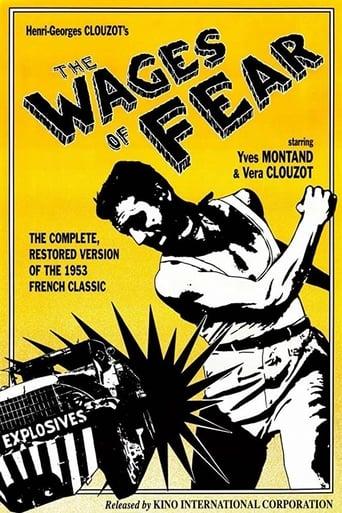 Henri-Georges CLOUZOT's
THE
WAGES
OF
FEAR
starring
Yves MONTAND
& Vera CLOUZOT
THE COMPLETE,
RESTORED VERSION
OF THE 1953
FRENCH CLASSIC
EXPLOSIVES
Released by KINO INTERNATIONAL CORPORATION